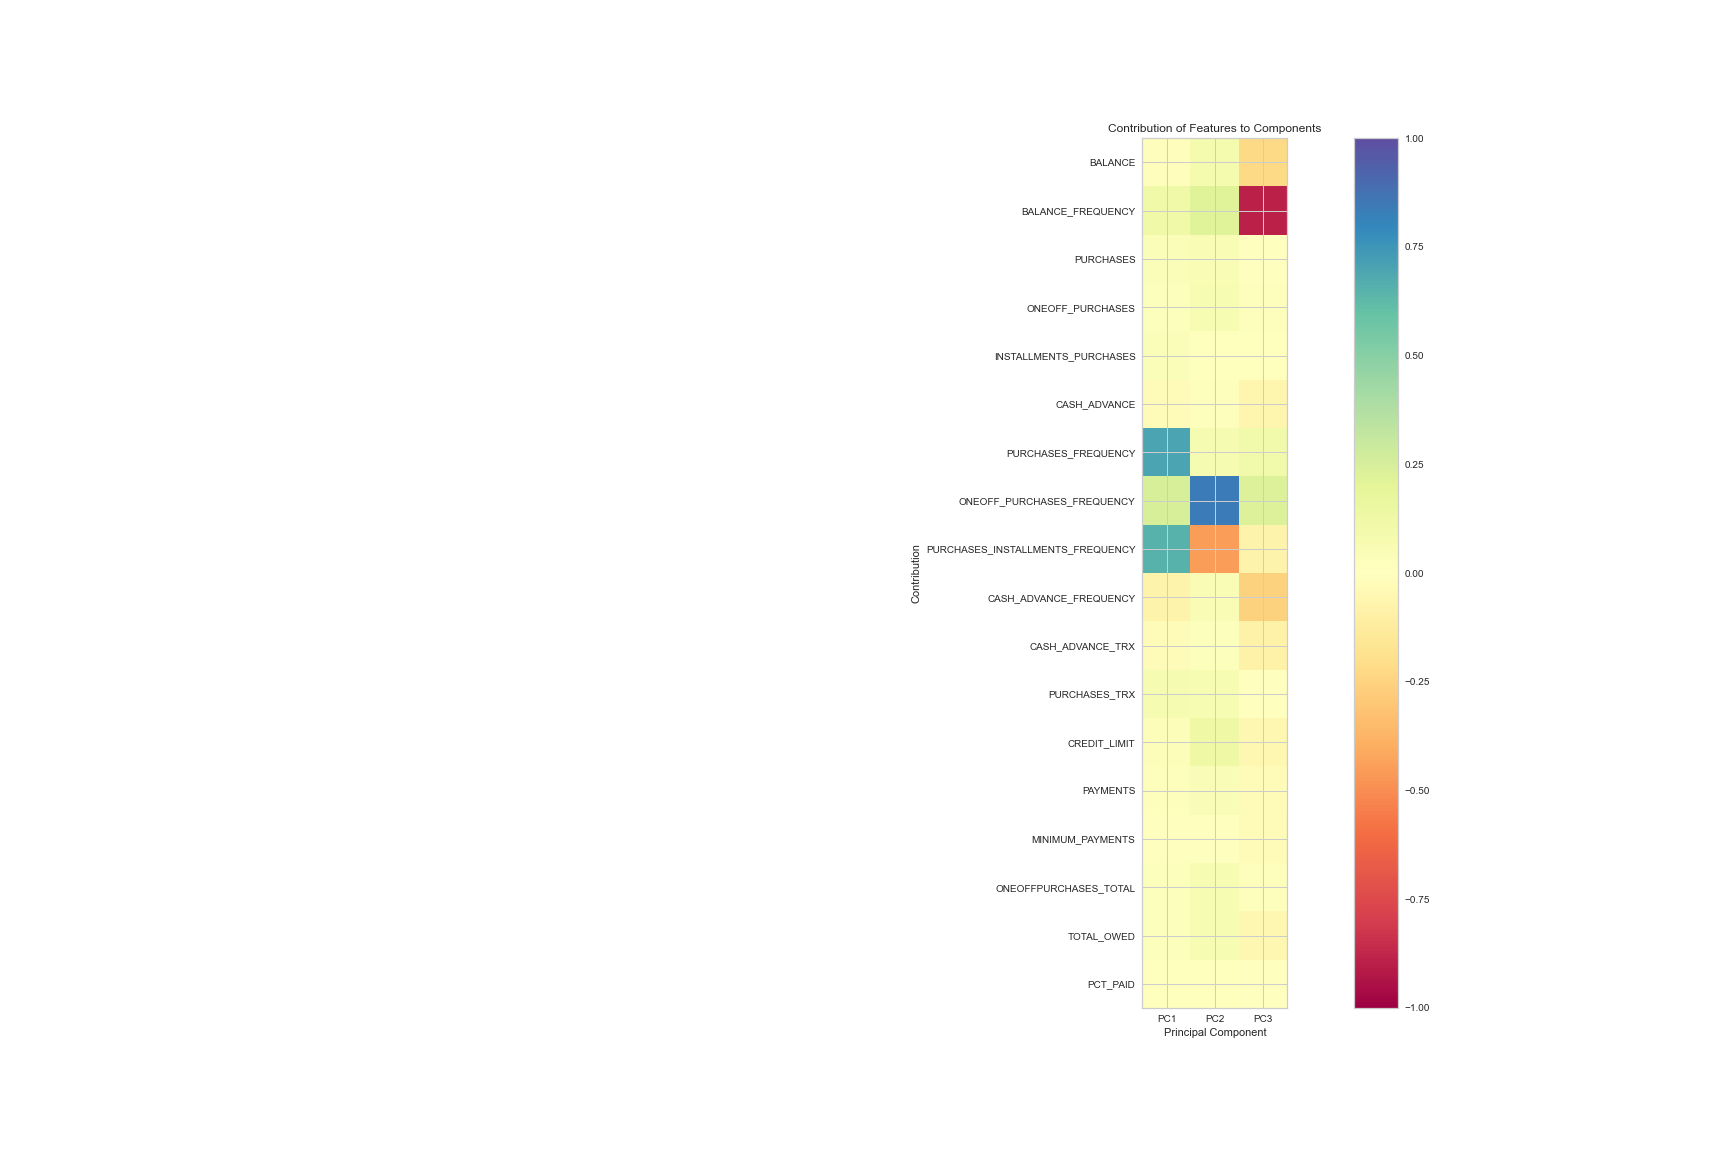 Contribution of Features to Components
BALANCE
BALANCE_FREQUENCY
PURCHASES
ONEOFF_PURCHASES
INSTALLMENTS_PURCHASES
CASH_ADVANCE
PURCHASES_FREQUENCY
ONEOFF_PURCHASES_FREQUENCY
PURCHASES_INSTALLMENTS_FREQUENCY
CASH_ADVANCE_FREQUENCY
CASH_ADVANCE_TRX
PURCHASES_TRX
CREDIT_LIMIT
PAYMENTS
MINIMUM_PAYMENTS
ONEOFFPURCHASES_TOTAL
TOTAL_OWED
PCT_PAID
Contribution
PC1 PC2 PC3
Principal Component
1.00
0.75
0.50
0.25
0.00
−0.25
−0.50
−0.75
−1.00